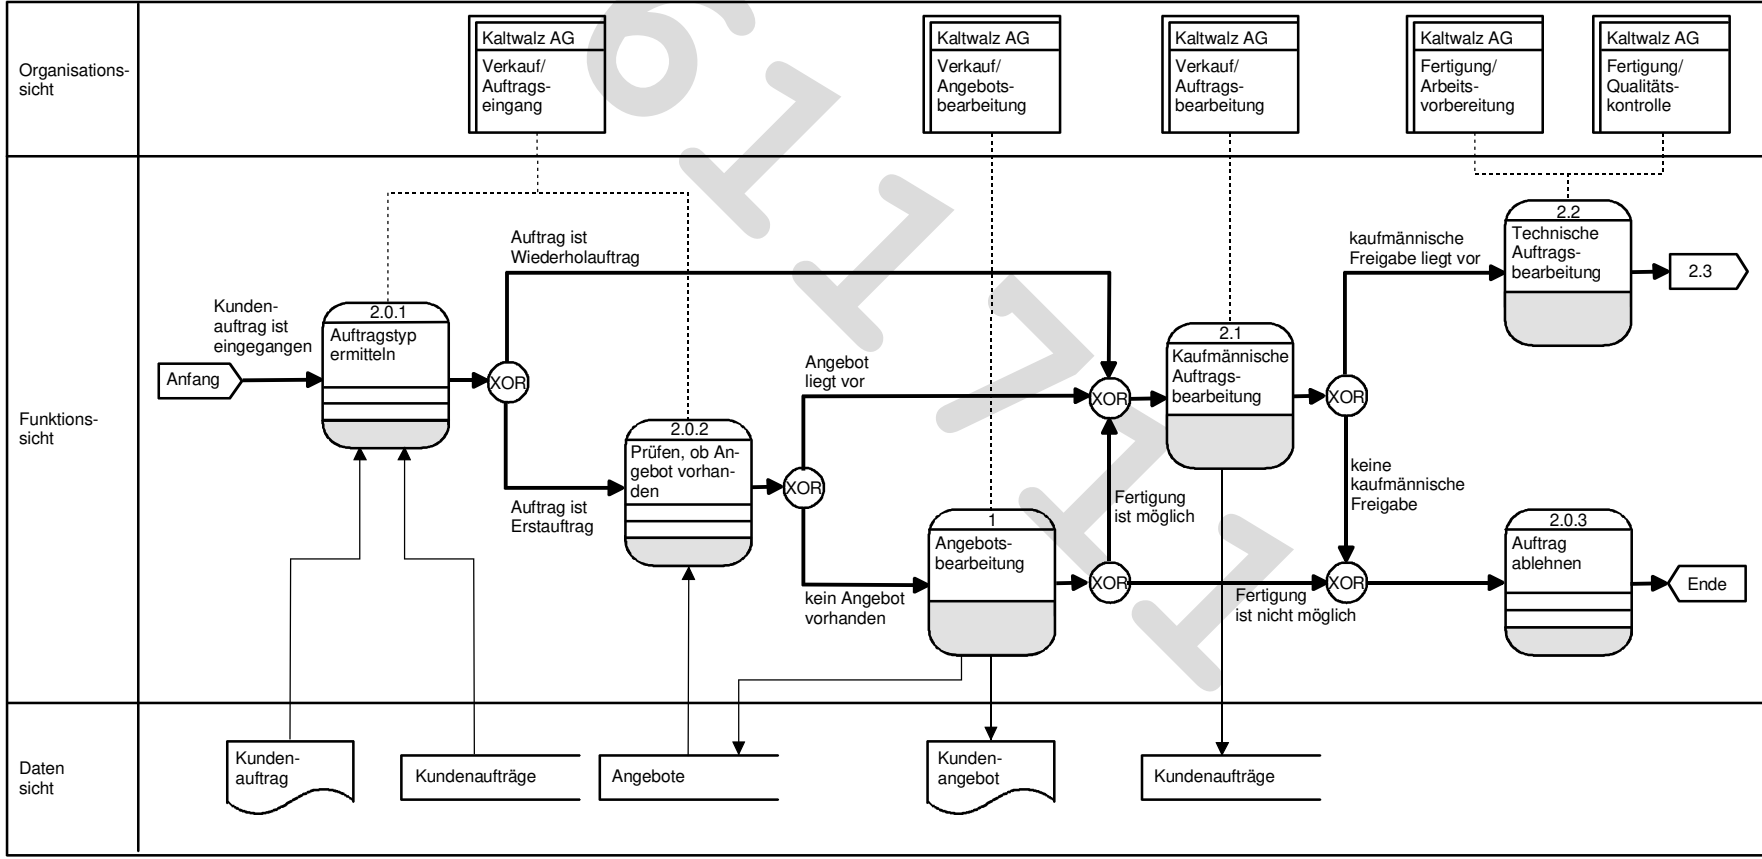 Organisations-
sicht
Kaltwalz AG
Verkauf/
Auftrags-
eingang
Kaltwalz AG
Verkauf/
Angebots-
bearbeitung
Kaltwalz AG
Verkauf/
Auftrags-
bearbeitung
Kaltwalz AG
Fertigung/
Arbeits-
vorbereitung
Kaltwalz AG
Fertigung/
Qualitäts-
kontrolle
Funktions-
sicht
Anfang
Kunden-
auftrag ist
eingegangen
2.0.1
Auftragstyp
ermitteln
XOR
Auftrag ist
Wiederholauftrag
Auftrag ist
Erstauftrag
2.0.2
Prüfen, ob An-
gebot vorhan-
den
XOR
Angebot
liegt vor
kein Angebot
vorhanden
1
Angebots-
bearbeitung
XOR
Fertigung
ist möglich
Fertigung
ist nicht möglich
XOR
2.1
Kaufmännische
Auftrags-
bearbeitung
XOR
kaufmännische
Freigabe liegt vor
keine
kaufmännische
Freigabe
XOR
2.2
Technische
Auftrags-
bearbeitung
2.3
2.0.3
Auftrag
ablehnen
Ende
Daten
sicht
Kunden-
auftrag
Kundenaufträge
Angebote
Kunden-
angebot
Kundenaufträge
611711